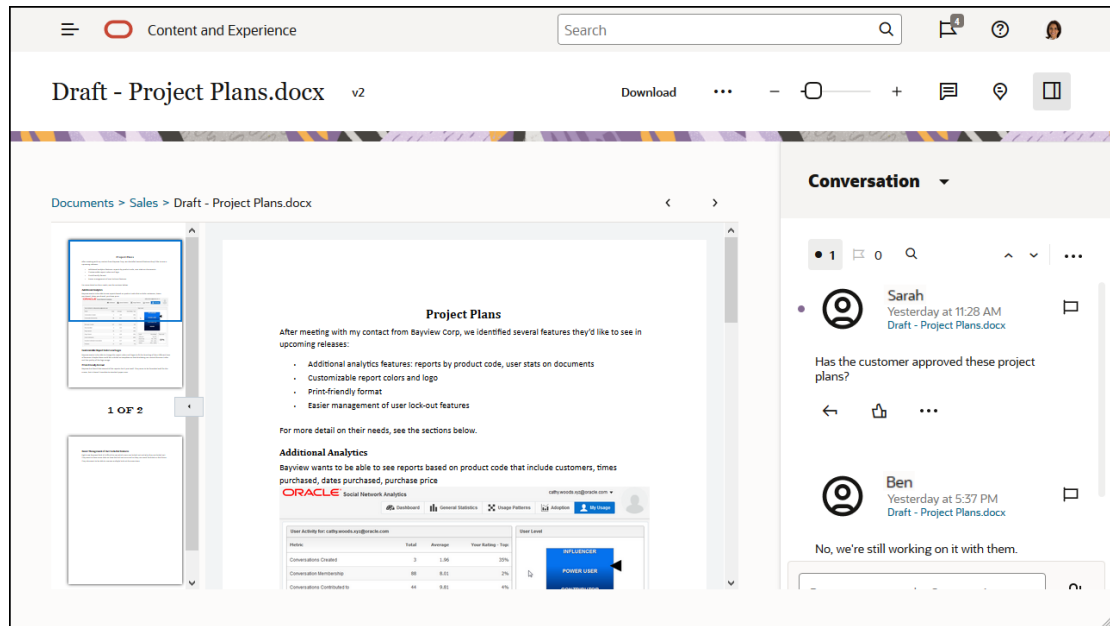 Content and Experience
Search
4
Draft - Project Plans.docx v2
Download
Conversation
Documents > Sales > Draft - Project Plans.docx
1 0
Project Plans
After meeting with my contact from Bayview Corp, we identified several features they'd like to see in
upcoming releases:
• Additional analytics features: reports by product code, user stats on documents
• Customizable report colors and logo
• Print-friendly format
• Easier management of user lock-out features
For more detail on their needs, see the sections below.
Additional Analytics
Bayview wants to be able to see reports based on product code that include customers, times
purchased, dates purchased, purchase price
ORACLE Social Network Analytics
cathy.woods.xyz@oracle.com
Dashboard General Statistics Usage Patterns Adoption My Usage
User Activity for: cathy.woods.xyz@oracle.com
User Level
Metric Total Average Your Rating - Top:
Conversations Created 3 1.86 35%
Conversation Membership 86 9.01 2%
Conversations Contributed to 44 9.81 4%
INFLUENCER
POWER USER
1 OF 2
Sarah
Yesterday at 11:28 AM
Draft - Project Plans.docx
Has the customer approved these project
plans?
Ben
Yesterday at 5:37 PM
Draft - Project Plans.docx
No, we're still working on it with them.